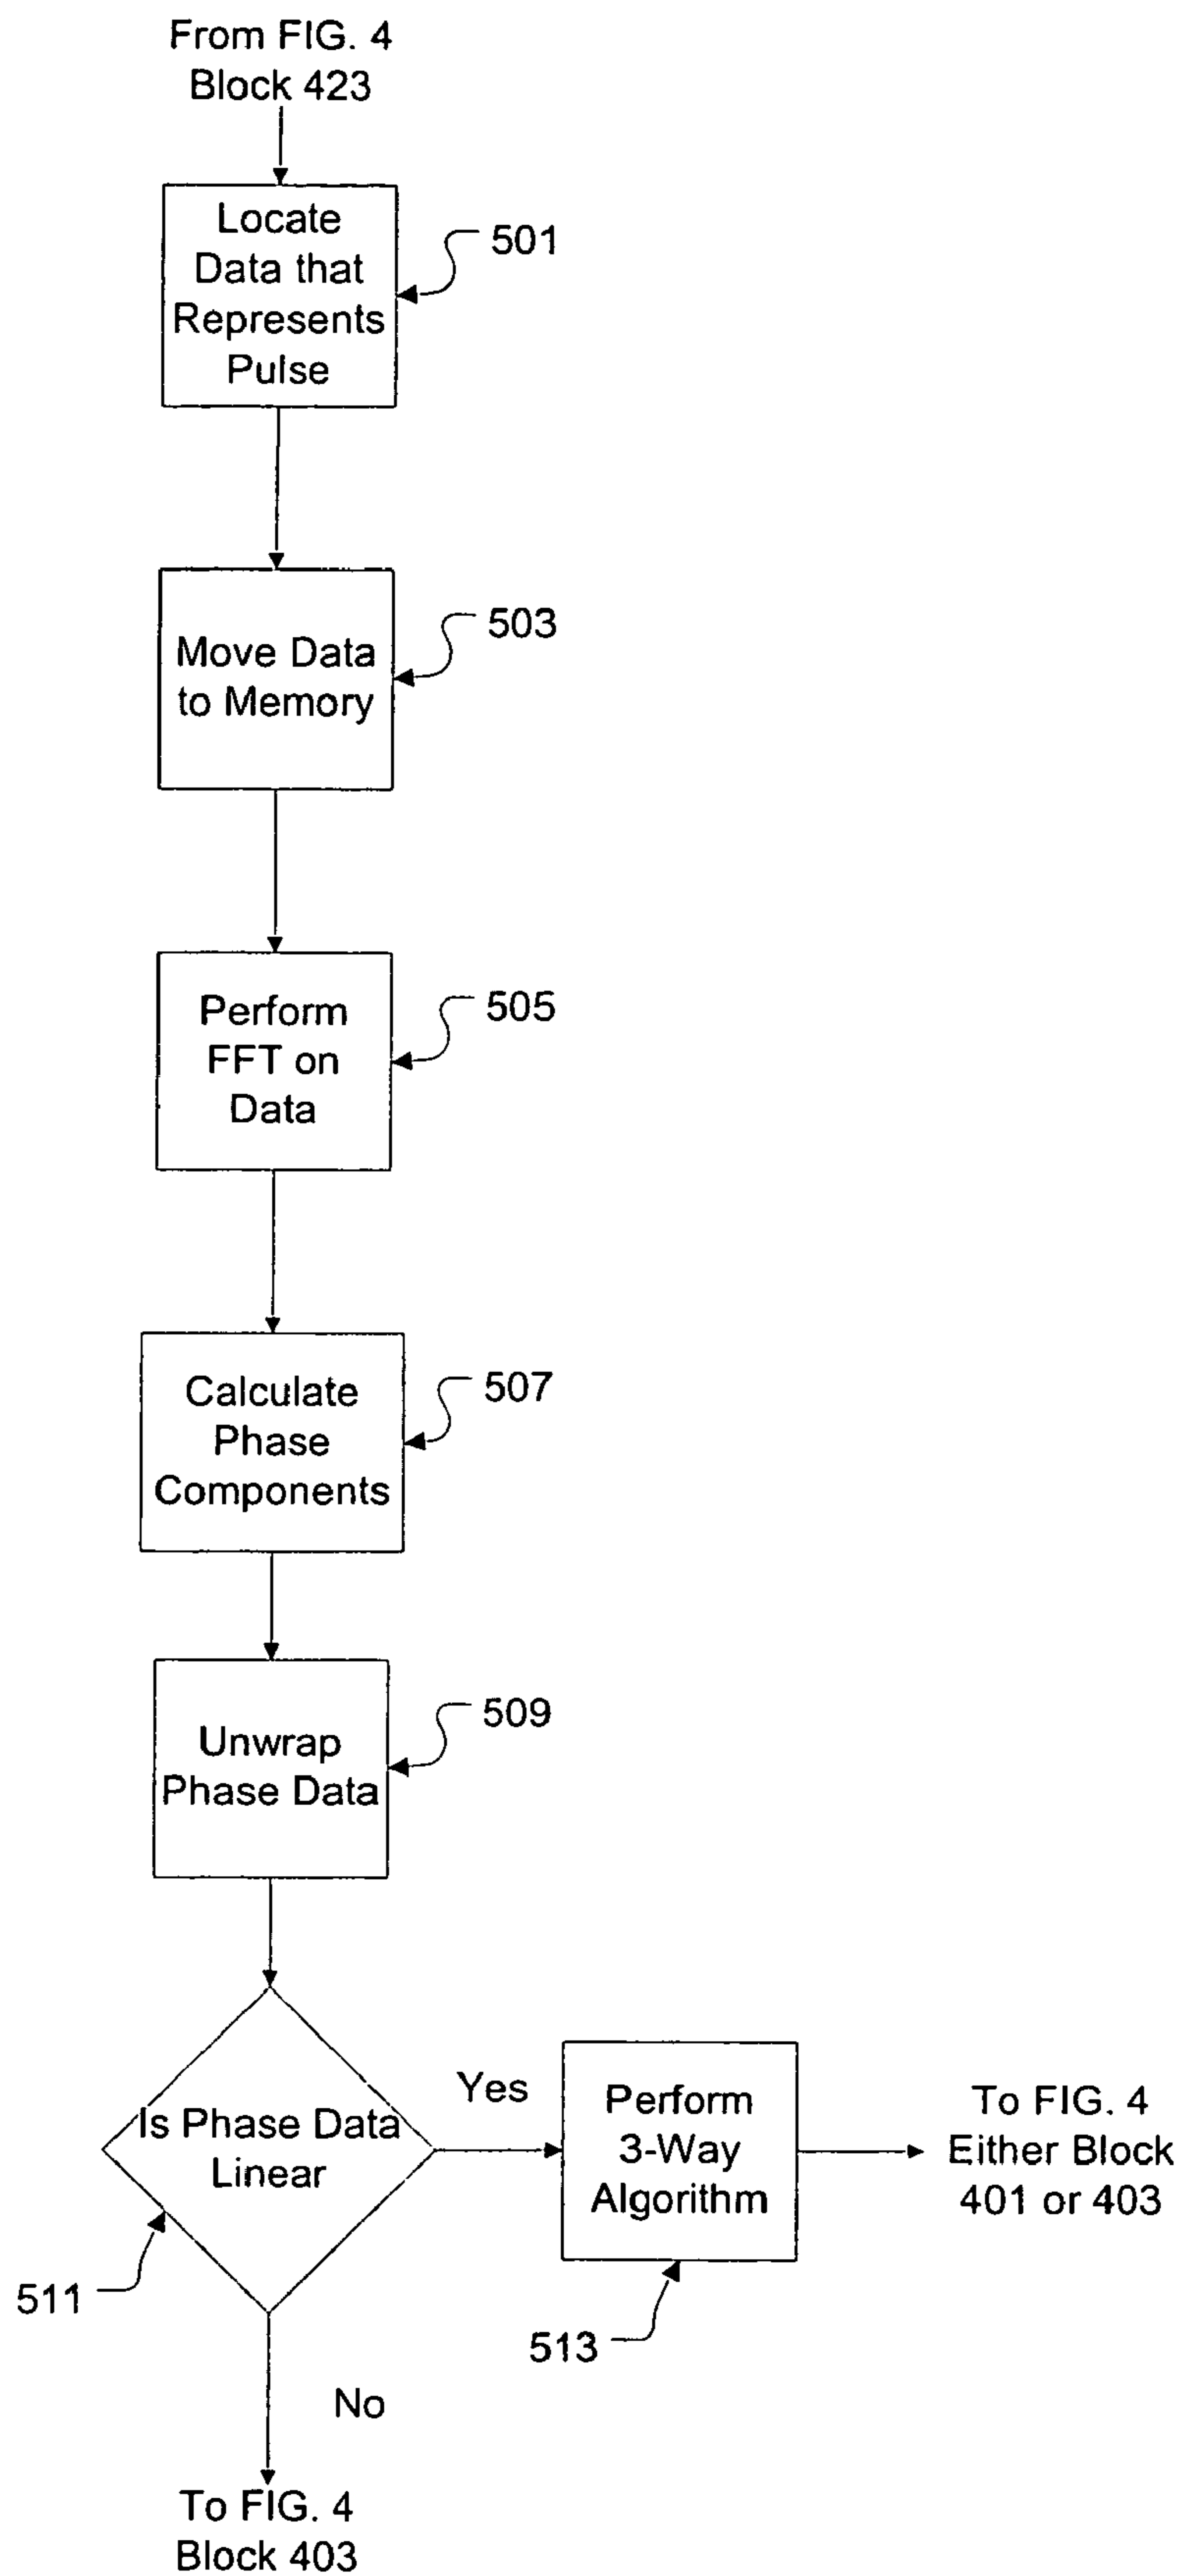 From FIG. 4
Block 423
Locate
Data that
Represents
Pulse
501
Move Data
to Memory
503
Perform
FFT on
Data
505
Calculate
Phase
Components
507
Unwrap
Phase Data
509
Is Phase Data
Linear
511
Yes
Perform
3-Way
Algorithm
513
To FIG. 4
Either Block
401 or 403
No
To FIG. 4
Block 403